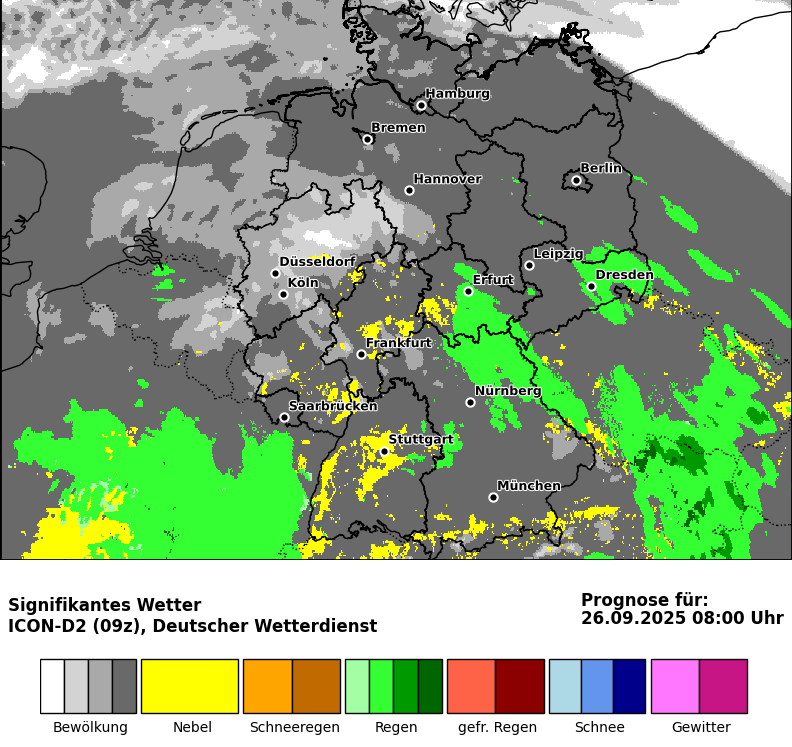 Hamburg
Bremen
Berlin
Hannover
Leipzig
Düsseldorf
Dresden
Köln
Erfurt
Frankfurt
Nürnberg
Saarbrücken
Stuttgart
München
Signifikantes Wetter
ICON-D2 (09z), Deutscher Wetterdienst
Prognose für:
26.09.2025 08:00 Uhr
Bewölkung Nebel Schneeregen Regen gefr. Regen Schnee Gewitter